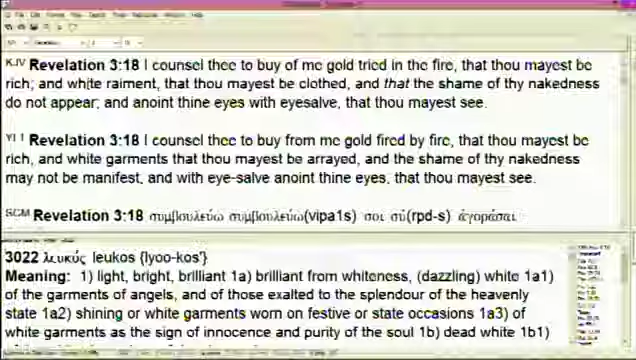 KJV Revelation 3:18 I counsel thee to buy of me gold tried in the fire, that thou mayest be
rich; and white raiment, that thou mayest be clothed, and that the shame of thy nakedness
do not appear; and anoint thine eyes with eyesalve, that thou mayest see.
YLT Revelation 3:18 I counsel thee to buy from me gold fired by fire, that thou mayest be
rich, and white garments that thou mayest be arrayed, and the shame of thy nakedness
may not be manifest, and with eye-salve anoint thine eyes, that thou mayest see.
Revelation 3:18 συμβουλεύω συμβουλεύω(vipa1s) σοι σύ(rpd-s) ἀγοράσαι
3022 λευκός leukos {lyoo-kos'}
Meaning: 1) light, bright, brilliant 1a) brilliant from whiteness, (dazzling) white 1a1)
of the garments of angels, and of those exalted to the splendour of the heavenly
state 1a2) shining or white garments worn on festive or state occasions 1a3) of
white garments as the sign of innocence and purity of the soul 1b) dead white 1b1)